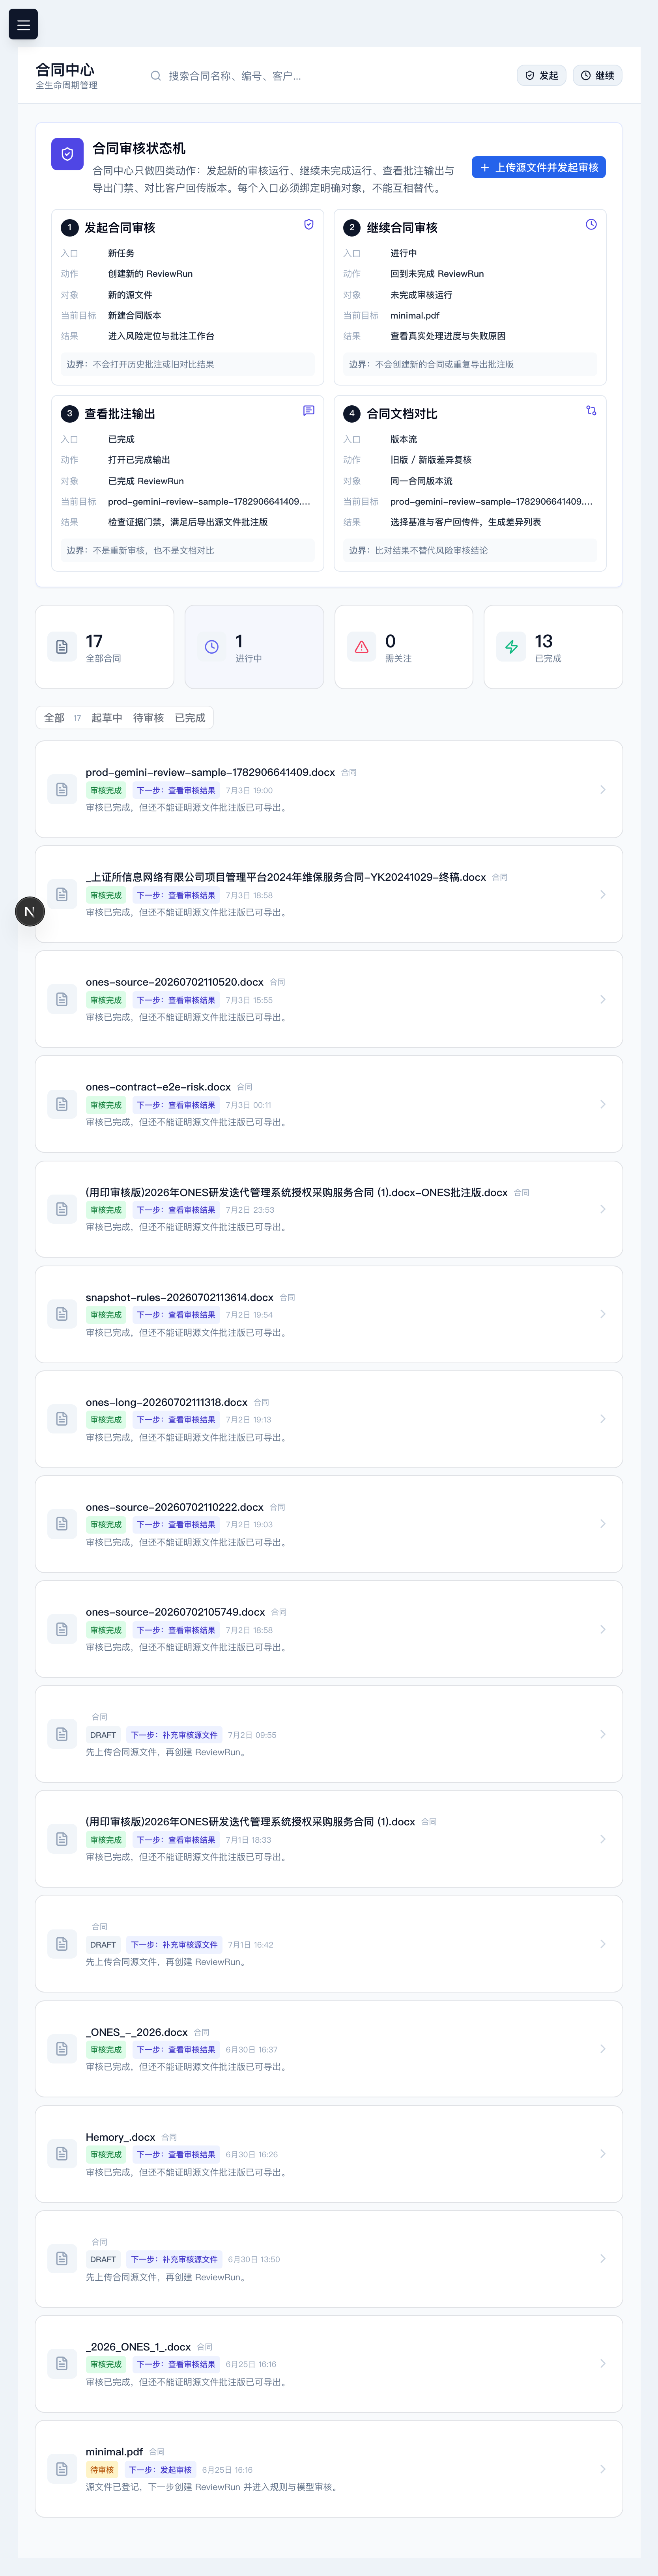 合同中心
全生命周期管理
搜索合同名称、编号、客户...
发起
继续
合同审核状态机
合同中心只做四类动作：发起新的审核运行、继续未完成运行、查看批注输出与
导出门禁、对比客户回传版本。每个入口必须绑定明确对象，不能互相替代。
上传源文件并发起审核
1 发起合同审核
入口 新任务
动作 创建新的 ReviewRun
对象 新的源文件
当前目标 新建合同版本
结果 进入风险定位与批注工作台
边界：不会打开历史批注或旧对比结果
2 继续合同审核
入口 进行中
动作 回到未完成 ReviewRun
对象 未完成审核运行
当前目标 minimal.pdf
结果 查看真实处理进度与失败原因
边界：不会创建新的合同或重复导出批注版
3 查看批注输出
入口 已完成
动作 打开已完成输出
对象 已完成 ReviewRun
当前目标 prod-gemini-review-sample-1782906641409....
结果 检查证据门禁，满足后导出源文件批注版
边界：不是重新审核，也不是文档对比
4 合同文档对比
入口 版本流
动作 旧版 / 新版差异复核
对象 同一合同版本流
当前目标 prod-gemini-review-sample-1782906641409....
结果 选择基准与客户回传件，生成差异列表
边界：比对结果不替代风险审核结论
17
全部合同
1
进行中
0
需关注
13
已完成
全部 17 起草中 待审核 已完成
prod-gemini-review-sample-1782906641409.docx 合同
审核完成 下一步：查看审核结果 7月3日 19:00
审核已完成，但还不能证明源文件批注版已可导出。
_上证所信息网络有限公司项目管理平台2024年维保服务合同-YK20241029-终稿.docx 合同
审核完成 下一步：查看审核结果 7月3日 18:58
审核已完成，但还不能证明源文件批注版已可导出。
N
ones-source-20260702110520.docx 合同
审核完成 下一步：查看审核结果 7月3日 15:55
审核已完成，但还不能证明源文件批注版已可导出。
ones-contract-e2e-risk.docx 合同
审核完成 下一步：查看审核结果 7月3日 00:11
审核已完成，但还不能证明源文件批注版已可导出。
(用印审核版)2026年ONES研发迭代管理系统授权采购服务合同 (1).docx-ONES批注版.docx 合同
审核完成 下一步：查看审核结果 7月2日 23:53
审核已完成，但还不能证明源文件批注版已可导出。
snapshot-rules-20260702113614.docx 合同
审核完成 下一步：查看审核结果 7月2日 19:54
审核已完成，但还不能证明源文件批注版已可导出。
ones-long-20260702111318.docx 合同
审核完成 下一步：查看审核结果 7月2日 19:13
审核已完成，但还不能证明源文件批注版已可导出。
ones-source-20260702110222.docx 合同
审核完成 下一步：查看审核结果 7月2日 19:03
审核已完成，但还不能证明源文件批注版已可导出。
ones-source-20260702105749.docx 合同
审核完成 下一步：查看审核结果 7月2日 18:58
审核已完成，但还不能证明源文件批注版已可导出。
合同
DRAFT 下一步：补充审核源文件 7月2日 09:55
先上传合同源文件，再创建 ReviewRun。
(用印审核版)2026年ONES研发迭代管理系统授权采购服务合同 (1).docx 合同
审核完成 下一步：查看审核结果 7月1日 18:33
审核已完成，但还不能证明源文件批注版已可导出。
合同
DRAFT 下一步：补充审核源文件 7月1日 16:42
先上传合同源文件，再创建 ReviewRun。
_ONES_-_2026.docx 合同
审核完成 下一步：查看审核结果 6月30日 16:37
审核已完成，但还不能证明源文件批注版已可导出。
Hemory_.docx 合同
审核完成 下一步：查看审核结果 6月30日 16:26
审核已完成，但还不能证明源文件批注版已可导出。
合同
DRAFT 下一步：补充审核源文件 6月30日 13:50
先上传合同源文件，再创建 ReviewRun。
_2026_ONES_1_.docx 合同
审核完成 下一步：查看审核结果 6月25日 16:16
审核已完成，但还不能证明源文件批注版已可导出。
minimal.pdf 合同
待审核 下一步：发起审核 6月25日 16:16
源文件已登记，下一步创建 ReviewRun 并进入规则与模型审核。